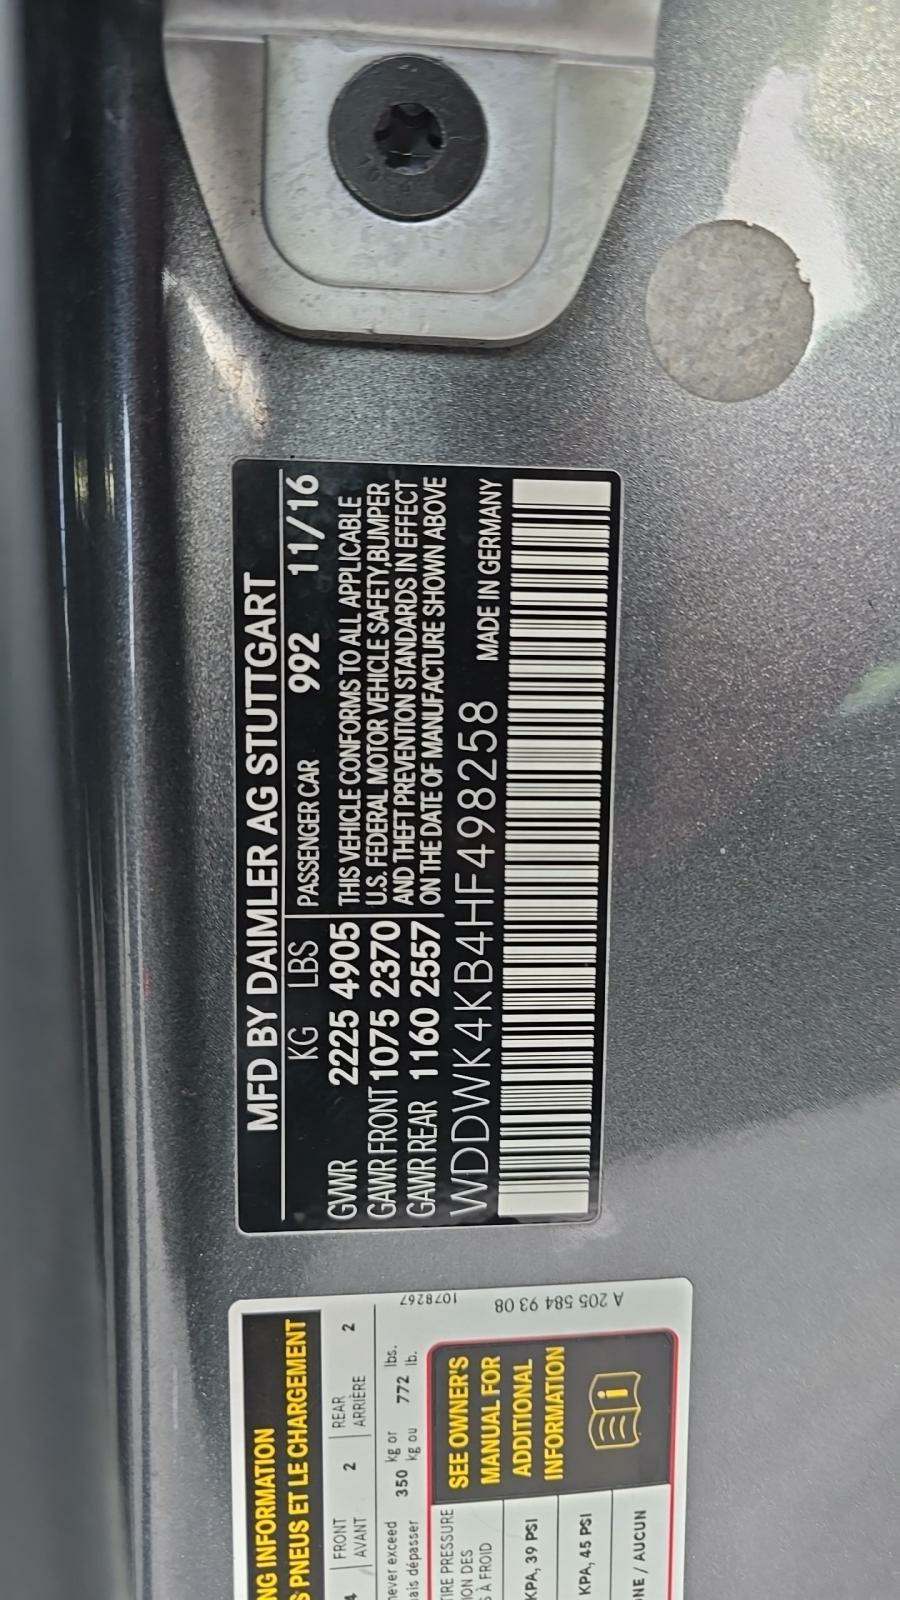 MFD BY DAIMLER AG STUTTGART
KG LBS
GVWR 2225 4905
GAWR FRONT 1075 2370
GAWR REAR 1160 2557
PASSENGER CAR 992 11/16
THIS VEHICLE CONFORMS TO ALL APPLICABLE
U.S. FEDERAL MOTOR VEHICLE SAFETY,BUMPER
AND THEFT PREVENTION STANDARDS IN EFFECT
ON THE DATE OF MANUFACTURE SHOWN ABOVE
WDDWK4KB4HF498258 MADE IN GERMANY
NG INFORMATION
S PNEUS ET LE CHARGEMENT
4
FRONT 2 REAR 2
AVANT ARRIÈRE
never exceed 350 kg or 772 lbs.
mais dépasser kg ou lb.
1078267
TIRE PRESSURE
ION DES
S À FROID
KPA, 39 PSI
KPA, 45 PSI
NE / AUCUN
SEE OWNER'S
MANUAL FOR
ADDITIONAL
INFORMATION
i
A 205 584 93 08